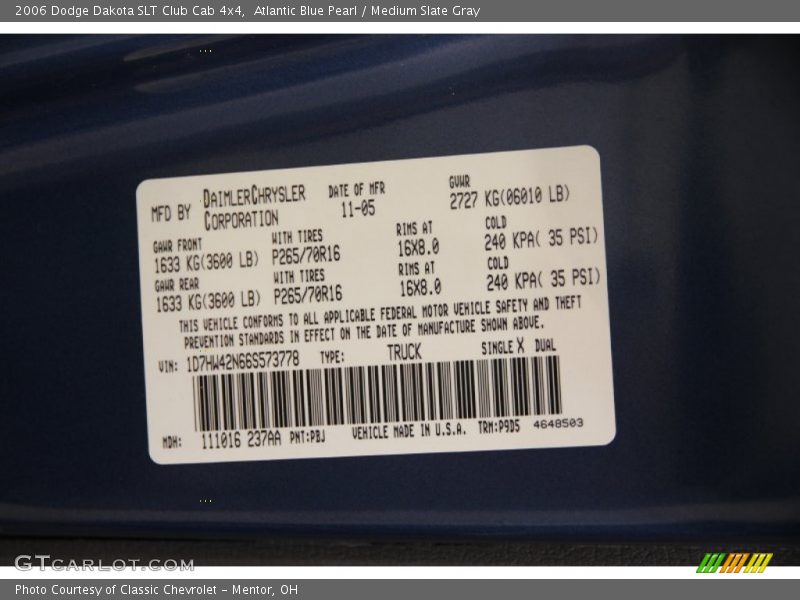 2006 Dodge Dakota SLT Club Cab 4x4,  Atlantic Blue Pearl / Medium Slate Gray
MFD BY DAIMLERCHRYSLER CORPORATION
DATE OF MFR 11-05
GVWR 2727 KG(06010 LB)
GAWR FRONT WITH TIRES RIMS AT COLD
1633 KG(3600 LB) P265/70R16 16X8.0 240 KPA( 35 PSI)
GAWR REAR WITH TIRES RIMS AT COLD
1633 KG(3600 LB) P265/70R16 16X8.0 240 KPA( 35 PSI)
THIS VEHICLE CONFORMS TO ALL APPLICABLE FEDERAL MOTOR VEHICLE SAFETY AND THEFT
PREVENTION STANDARDS IN EFFECT ON THE DATE OF MANUFACTURE SHOWN ABOVE.
VIN: 1D7HW42N66S573778 TYPE: TRUCK SINGLE X DUAL
MDH: 111016 237AA PNT:PBJ VEHICLE MADE IN U.S.A. TRM:P9D5 4648503
GTCARLOT.COM
Photo Courtesy of Classic Chevrolet - Mentor, OH